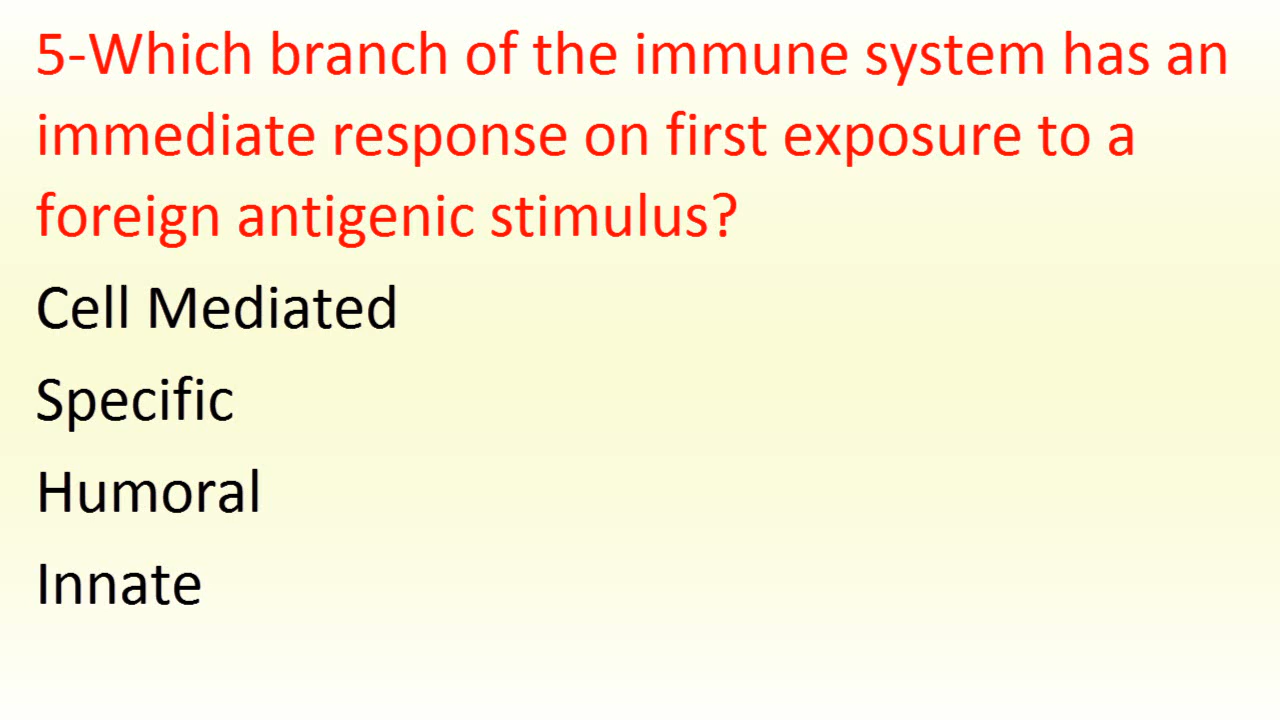 5-Which branch of the immune system has an
immediate response on first exposure to a
foreign antigenic stimulus?
Cell Mediated
Specific
Humoral
Innate